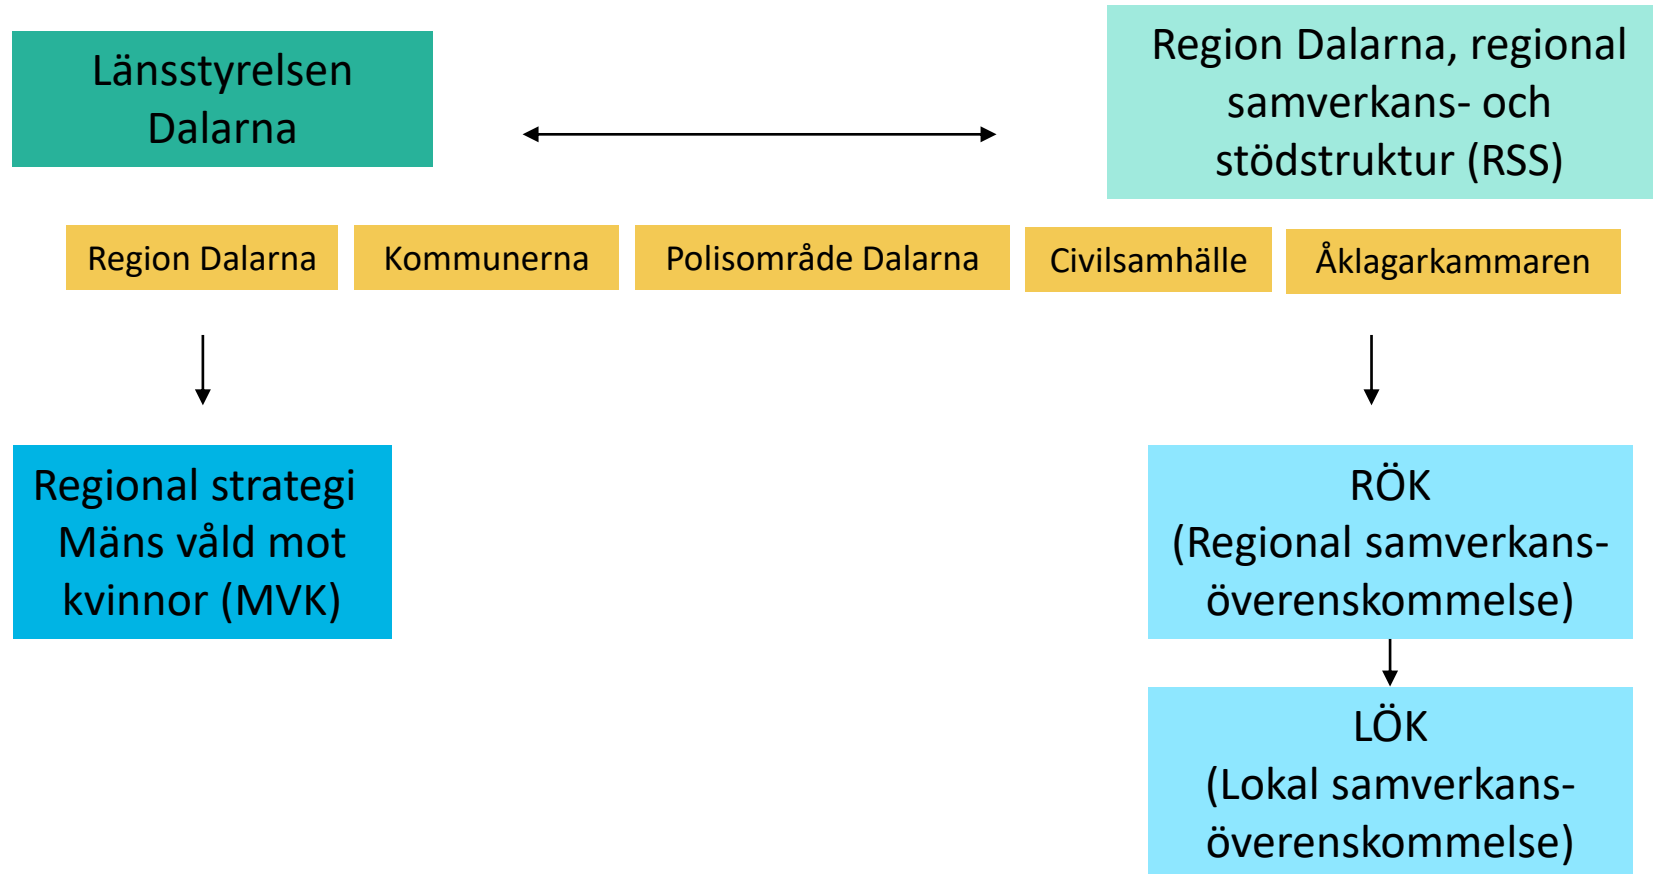 Länsstyrelsen
Dalarna
Region Dalarna, regional
samverkans- och
stödstruktur (RSS)
Region Dalarna
Kommunerna
Polisområde Dalarna
Civilsamhälle
Åklagarkammaren
Regional strategi
Mäns våld mot
kvinnor (MVK)
RÖK
(Regional samverkans-
överenskommelse)
LÖK
(Lokal samverkans-
överenskommelse)